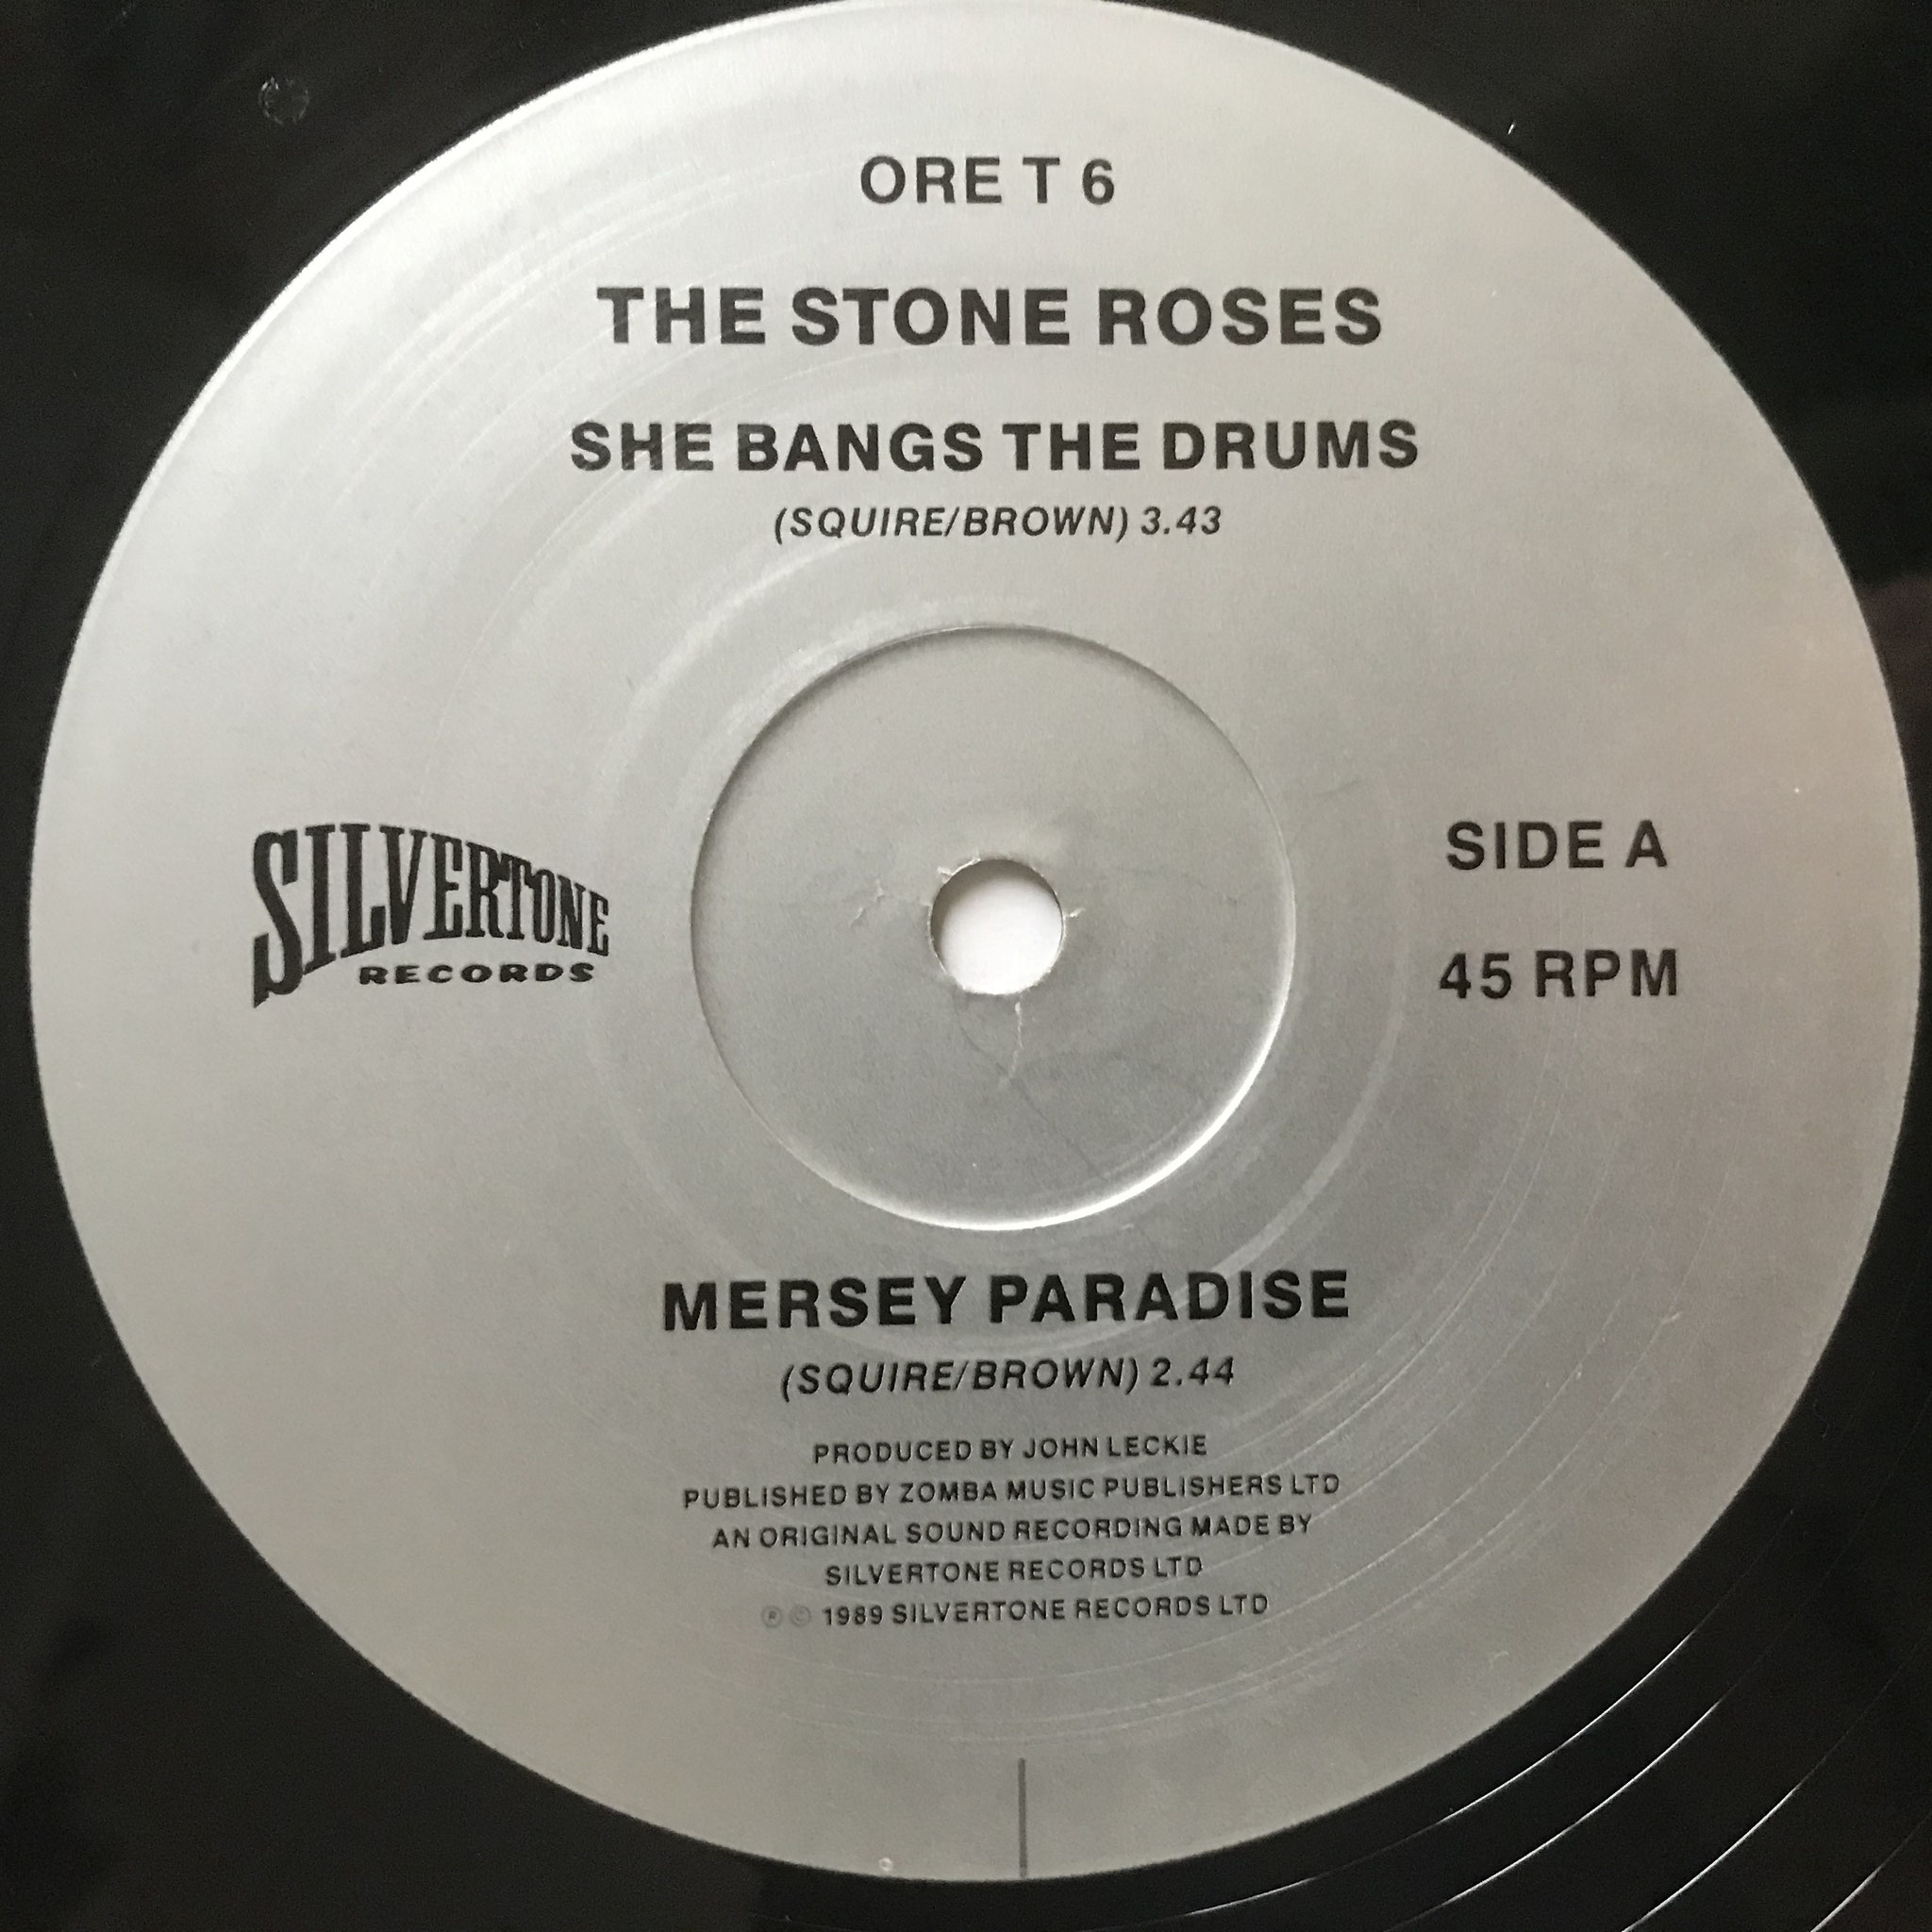 ORE T 6
THE STONE ROSES
SHE BANGS THE DRUMS
(SQUIRE/BROWN) 3.43
SILVERTONE
RECORDS
SIDE A
45 RPM
MERSEY PARADISE
(SQUIRE/BROWN) 2.44
PRODUCED BY JOHN LECKIE
PUBLISHED BY ZOMBA MUSIC PUBLISHERS LTD
AN ORIGINAL SOUND RECORDING MADE BY
SILVERTONE RECORDS LTD
® © 1989 SILVERTONE RECORDS LTD